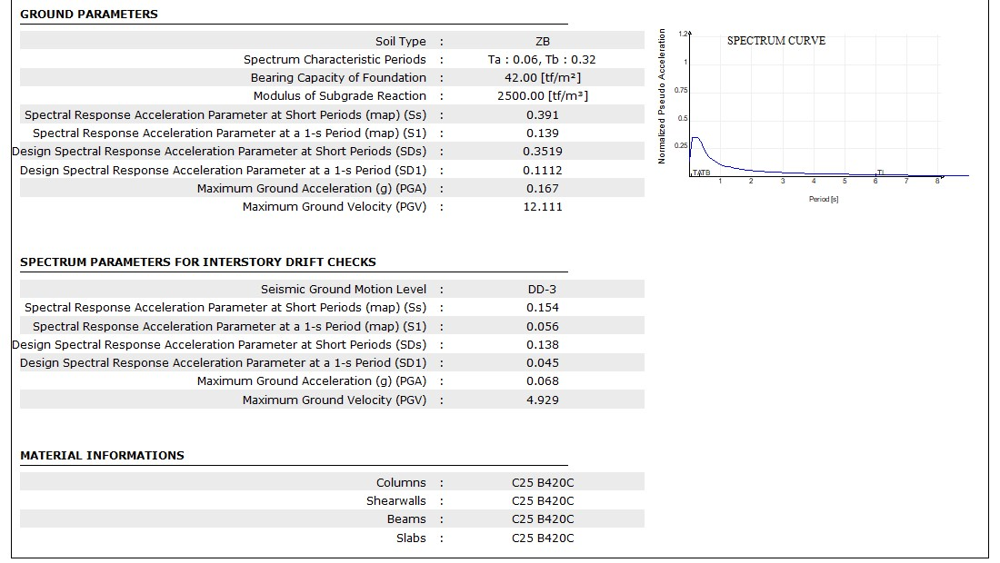 GROUND PARAMETERS
Soil Type : ZB
Spectrum Characteristic Periods : Ta : 0.06, Tb : 0.32
Bearing Capacity of Foundation : 42.00 [tf/m²]
Modulus of Subgrade Reaction : 2500.00 [tf/m³]
Spectral Response Acceleration Parameter at Short Periods (map) (Ss) : 0.391
Spectral Response Acceleration Parameter at a 1-s Period (map) (S1) : 0.139
Design Spectral Response Acceleration Parameter at Short Periods (SDs) : 0.3519
Design Spectral Response Acceleration Parameter at a 1-s Period (SD1) : 0.1112
Maximum Ground Acceleration (g) (PGA) : 0.167
Maximum Ground Velocity (PGV) : 12.111
SPECTRUM CURVE
Normalized Pseudo Acceleration
1.2
1
0.75
0.5
0.25
TATB
TL
1 2 3 4 5 6 7 8
Period [s]
SPECTRUM PARAMETERS FOR INTERSTORY DRIFT CHECKS
Seismic Ground Motion Level : DD-3
Spectral Response Acceleration Parameter at Short Periods (map) (Ss) : 0.154
Spectral Response Acceleration Parameter at a 1-s Period (map) (S1) : 0.056
Design Spectral Response Acceleration Parameter at Short Periods (SDs) : 0.138
Design Spectral Response Acceleration Parameter at a 1-s Period (SD1) : 0.045
Maximum Ground Acceleration (g) (PGA) : 0.068
Maximum Ground Velocity (PGV) : 4.929
MATERIAL INFORMATIONS
Columns : C25 B420C
Shearwalls : C25 B420C
Beams : C25 B420C
Slabs : C25 B420C